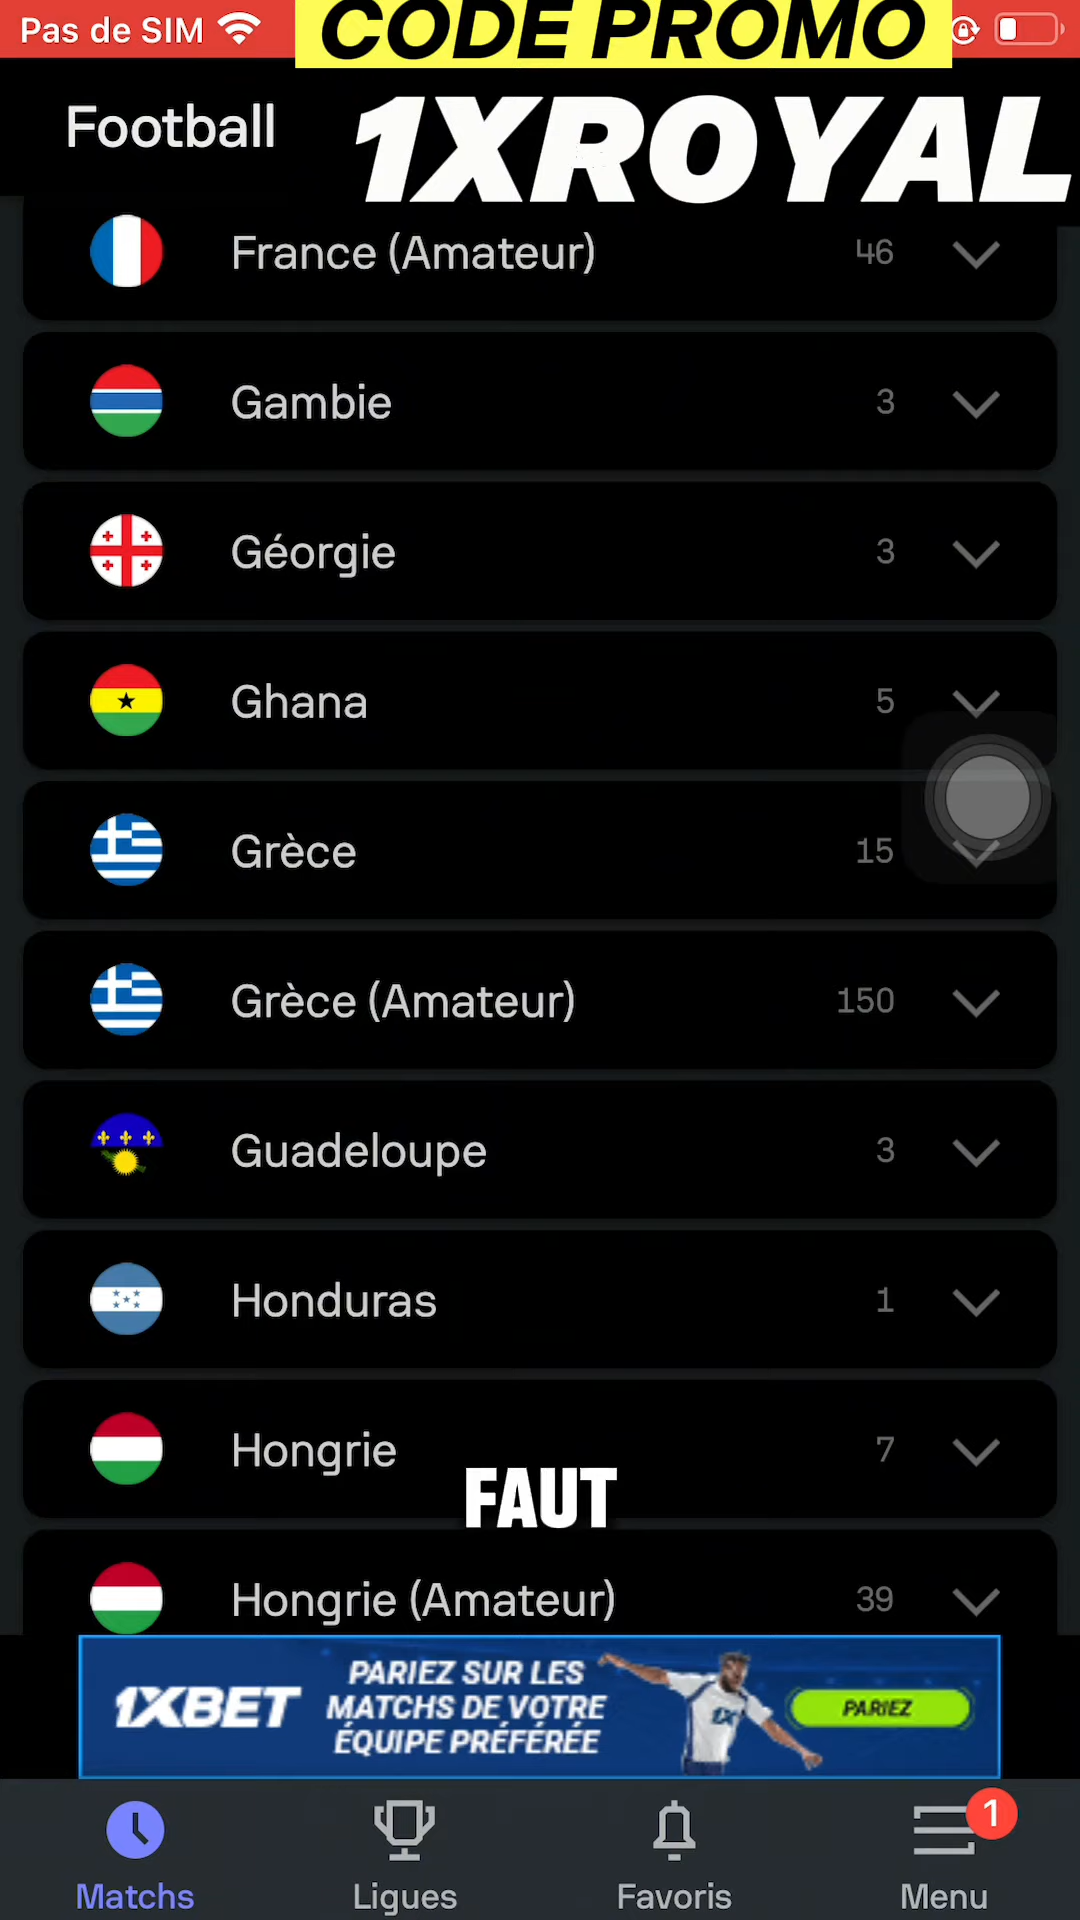 Pas de SIM
CODE PROMO
1XROYAL
Football
France (Amateur) 46
Gambie 3
Géorgie 3
Ghana 5
Grèce 15
Grèce (Amateur) 150
Guadeloupe 3
Honduras 1
Hongrie 7
FAUT
Hongrie (Amateur) 39
1XBET
PARIEZ SUR LES
MATCHS DE VOTRE
ÉQUIPE PRÉFÉRÉE
1X
PARIEZ
1
Matchs Ligues Favoris Menu